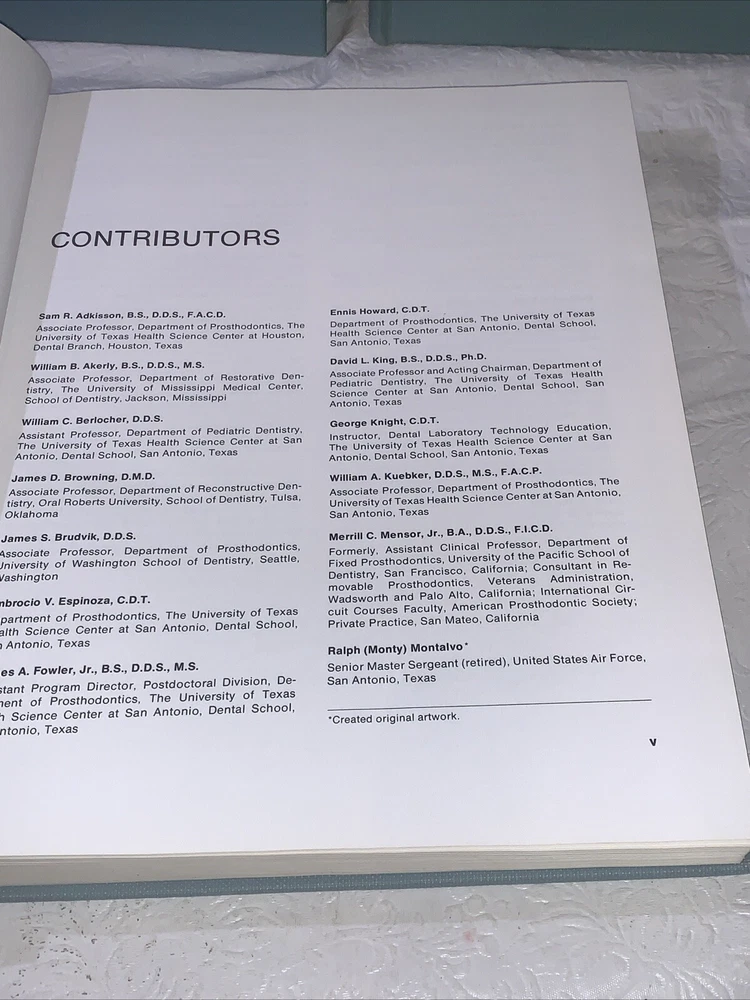 CONTRIBUTORS
Sam R. Adkisson, B.S., D.D.S., F.A.C.D.
Associate Professor, Department of Prosthodontics, The
University of Texas Health Science Center at Houston,
Dental Branch, Houston, Texas
William B. Akerly, B.S., D.D.S., M.S.
Associate Professor, Department of Restorative Den-
tistry, The University of Mississippi Medical Center,
School of Dentistry, Jackson, Mississippi
William C. Berlocher, D.D.S.
Assistant Professor, Department of Pediatric Dentistry,
The University of Texas Health Science Center at San
Antonio, Dental School, San Antonio, Texas
James D. Browning, D.M.D.
Associate Professor, Department of Reconstructive Den-
tistry, Oral Roberts University, School of Dentistry, Tulsa,
Oklahoma
James S. Brudvik, D.D.S.
Associate Professor, Department of Prosthodontics,
University of Washington School of Dentistry, Seattle,
Washington
mbrocio V. Espinoza, C.D.T.
partment of Prosthodontics, The University of Texas
alth Science Center at San Antonio, Dental School,
n Antonio, Texas
es A. Fowler, Jr., B.S., D.D.S., M.S.
stant Program Director, Postdoctoral Division, De-
ment of Prosthodontics, The University of Texas
h Science Center at San Antonio, Dental School,
ntonio, Texas
Ennis Howard, C.D.T.
Department of Prosthodontics, The University of Texas
Health Science Center at San Antonio, Dental School,
San Antonio, Texas
David L. King, B.S., D.D.S., Ph.D.
Associate Professor and Acting Chairman, Department of
Pediatric Dentistry, The University of Texas Health
Science Center at San Antonio, Dental School, San
Antonio, Texas
George Knight, C.D.T.
Instructor, Dental Laboratory Technology Education,
The University of Texas Health Science Center at San
Antonio, Dental School, San Antonio, Texas
William A. Kuebker, D.D.S., M.S., F.A.C.P.
Associate Professor, Department of Prosthodontics, The
University of Texas Health Science Center at San Antonio,
San Antonio, Texas
Merrill C. Mensor, Jr., B.A., D.D.S., F.I.C.D.
Formerly, Assistant Clinical Professor, Department of
Fixed Prosthodontics, University of the Pacific School of
Dentistry, San Francisco, California; Consultant in Re-
movable Prosthodontics, Veterans Administration,
Wadsworth and Palo Alto, California; International Cir-
cuit Courses Faculty, American Prosthodontic Society;
Private Practice, San Mateo, California
Ralph (Monty) Montalvo*
Senior Master Sergeant (retired), United States Air Force,
San Antonio, Texas
*Created original artwork.
v